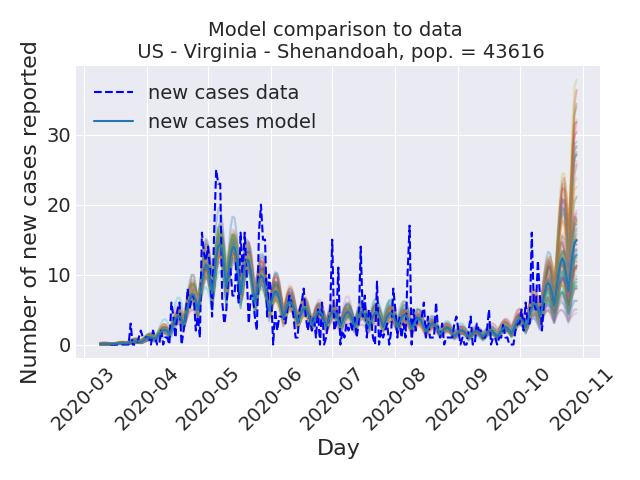 Model comparison to data
US - Virginia - Shenandoah, pop. = 43616
Number of new cases reported
new cases data
new cases model
30
20
10
0
2020-03
2020-04
2020-05
2020-06
2020-07
2020-08
2020-09
2020-10
2020-11
Day